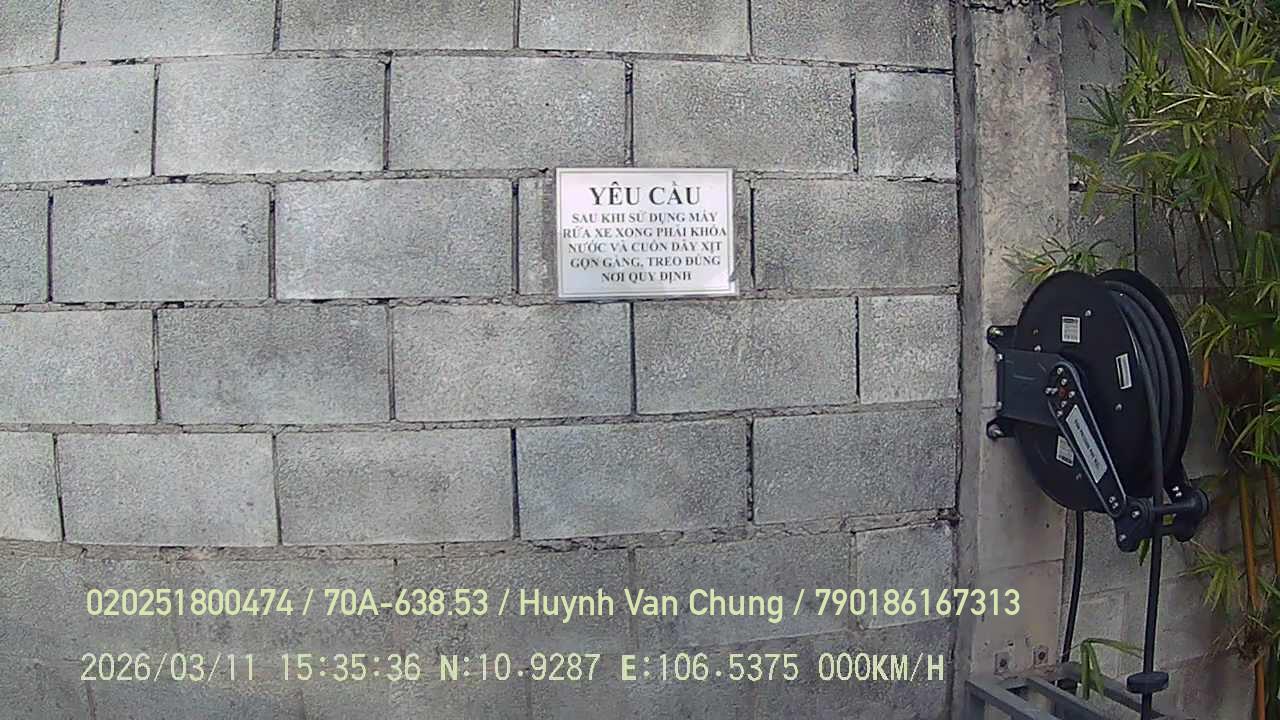 YÊU CẦU
SAU KHI SỬ DỤNG MÁY
RỬA XE XONG PHẢI KHÓA
NƯỚC VÀ CUỐN DÂY XỊT
GỌN GÀNG, TREO ĐÚNG
NƠI QUY ĐỊNH
020251800474 / 70A-638.53 / Huynh Van Chung / 790186167313
2026/03/11 15:35:36 N:10.9287 E:106.5375 000KM/H